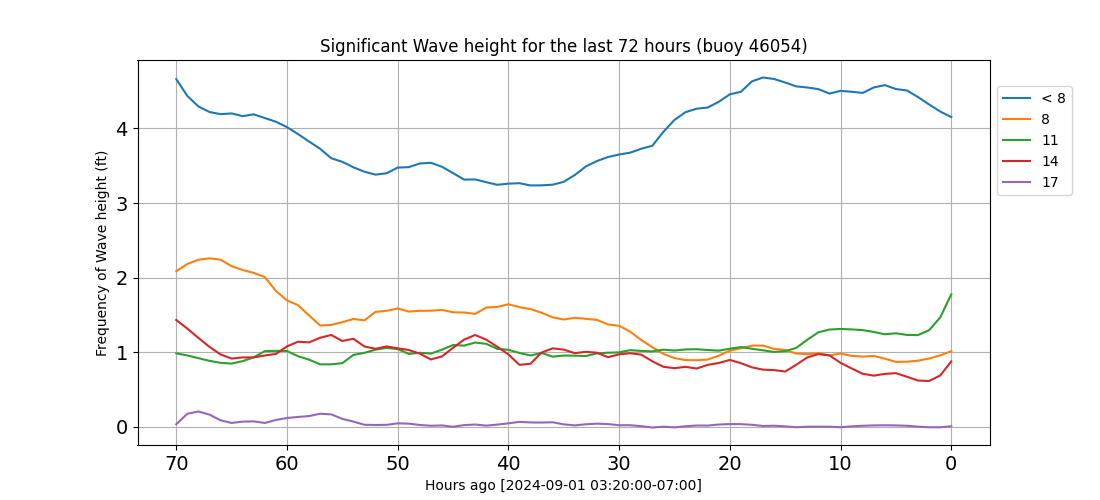 Significant Wave height for the last 72 hours (buoy 46054)
Frequency of Wave height (ft)
4
3
2
1
0
70 60 50 40 30 20 10 0
Hours ago [2024-09-01 03:20:00-07:00]
< 8
8
11
14
17